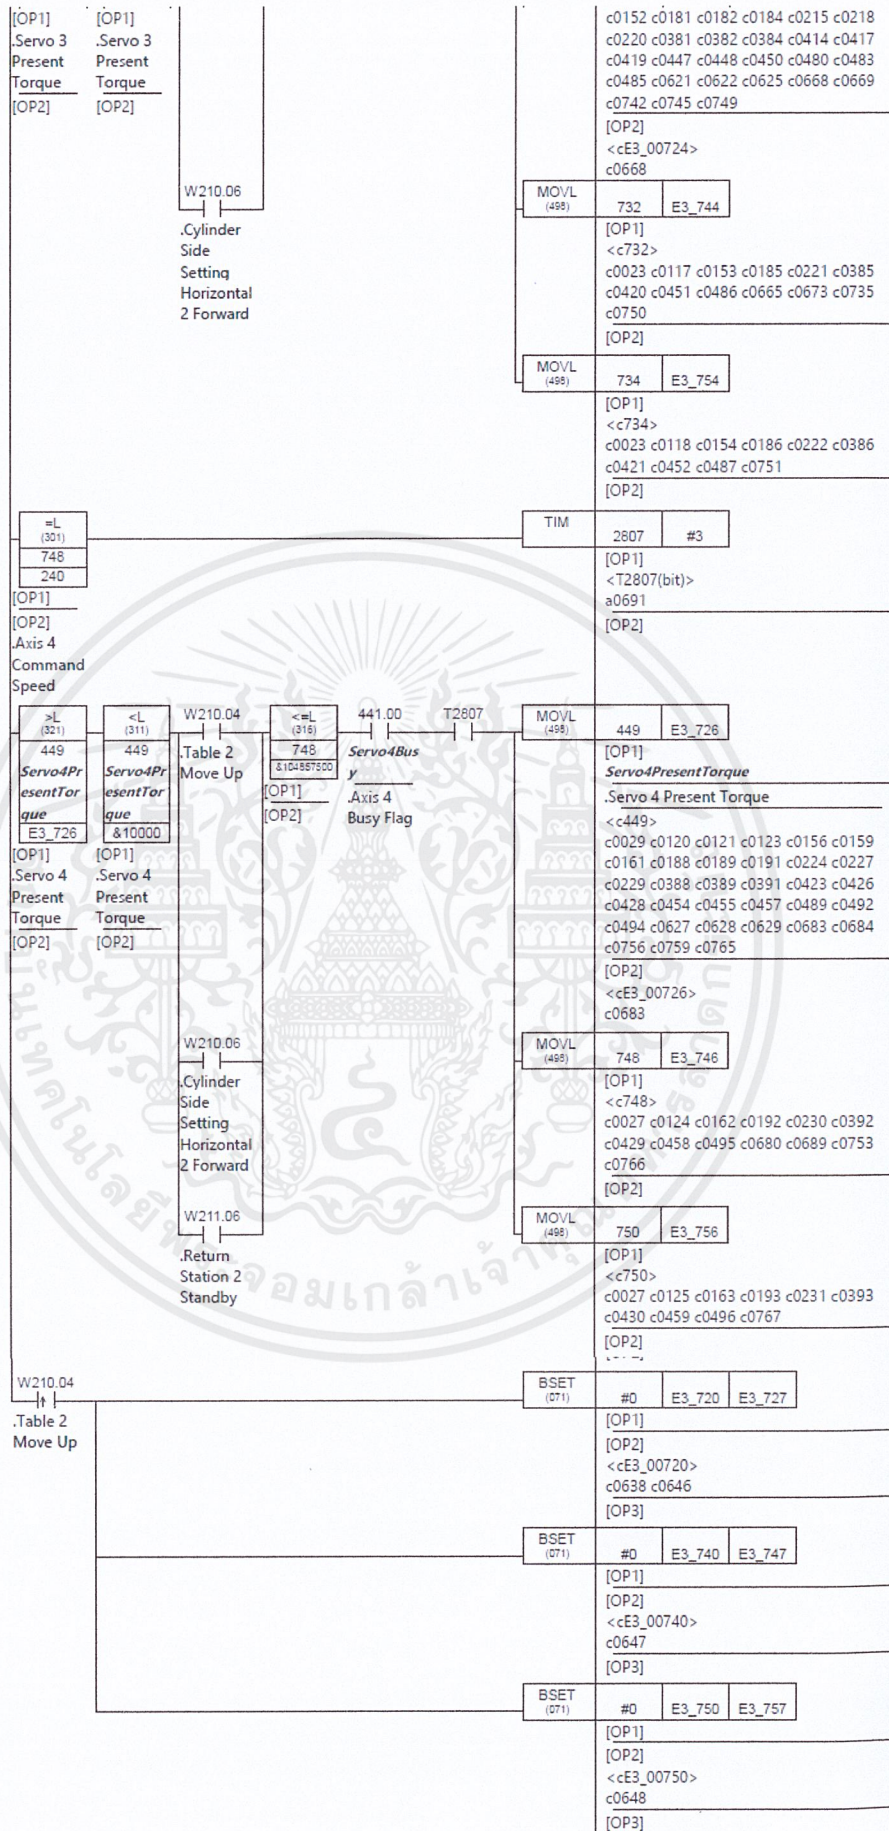 [OP1] [OP1]
.Servo 3 .Servo 3
Present Present
Torque Torque
[OP2] [OP2]
c0152 c0181 c0182 c0184 c0215 c0218
c0220 c0381 c0382 c0384 c0414 c0417
c0419 c0447 c0448 c0450 c0480 c0483
c0485 c0621 c0622 c0625 c0668 c0669
c0742 c0745 c0749
[OP2]
<cE3_00724>
c0668
W210.06
.Cylinder
Side
Setting
Horizontal
2 Forward
MOVL
(498) 732 E3_744
[OP1]
<c732>
c0023 c0117 c0153 c0185 c0221 c0385
c0420 c0451 c0486 c0665 c0673 c0735
c0750
[OP2]
MOVL
(498) 734 E3_754
[OP1]
<c734>
c0023 c0118 c0154 c0186 c0222 c0386
c0421 c0452 c0487 c0751
[OP2]
=L
(301)
748
240
[OP1]
[OP2]
.Axis 4
Command
Speed
TIM
2807 #3
[OP1]
<T2807(bit)>
a0691
[OP2]
>L
(321)
449
Servo4Pr
esentTor
que
E3_726
[OP1]
.Servo 4
Present
Torque
[OP2]
<L
(311)
449
Servo4Pr
esentTor
que
&10000
[OP1]
.Servo 4
Present
Torque
[OP2]
W210.04
.Table 2
Move Up
<=L
(316)
748
&104857500
[OP1]
[OP2]
441.00
Servo4Bus
y
.Axis 4
Busy Flag
T2807
MOVL
(498) 449 E3_726
[OP1]
Servo4PresentTorque
.Servo 4 Present Torque
<c449>
c0029 c0120 c0121 c0123 c0156 c0159
c0161 c0188 c0189 c0191 c0224 c0227
c0229 c0388 c0389 c0391 c0423 c0426
c0428 c0454 c0455 c0457 c0489 c0492
c0494 c0627 c0628 c0629 c0683 c0684
c0756 c0759 c0765
[OP2]
<cE3_00726>
c0683
W210.06
.Cylinder
Side
Setting
Horizontal
2 Forward
MOVL
(498) 748 E3_746
[OP1]
<c748>
c0027 c0124 c0162 c0192 c0230 c0392
c0429 c0458 c0495 c0680 c0689 c0753
c0766
[OP2]
W211.06
.Return
Station 2
Standby
MOVL
(498) 750 E3_756
[OP1]
<c750>
c0027 c0125 c0163 c0193 c0231 c0393
c0430 c0459 c0496 c0767
[OP2]
W210.04
.Table 2
Move Up
BSET
(071) #0 E3_720 E3_727
[OP1]
[OP2]
<cE3_00720>
c0638 c0646
[OP3]
BSET
(071) #0 E3_740 E3_747
[OP1]
[OP2]
<cE3_00740>
c0647
[OP3]
BSET
(071) #0 E3_750 E3_757
[OP1]
[OP2]
<cE3_00750>
c0648
[OP3]